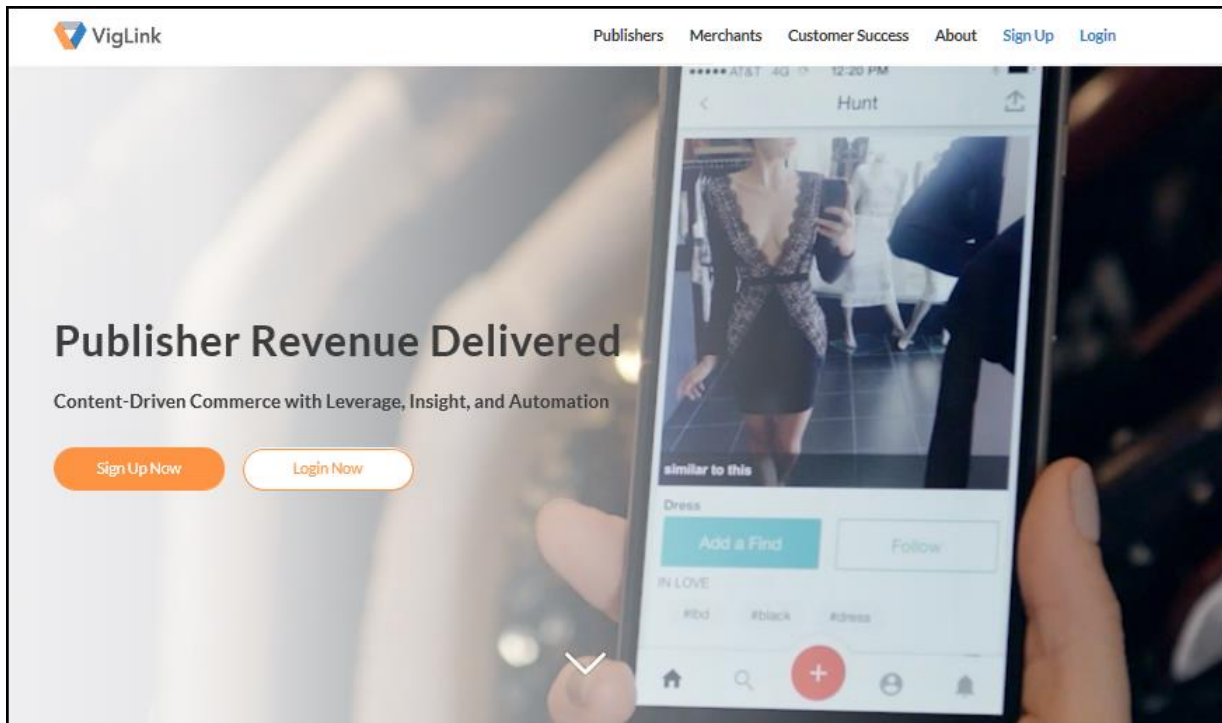 VigLink
Publishers Merchants Customer Success About Sign Up Login
AT&T 4G 12:20 PM
Hunt
similar to this
Dress
Add a Find Follow
IN LOVE
#lbd #black #dress
Publisher Revenue Delivered
Content-Driven Commerce with Leverage, Insight, and Automation
Sign Up Now Login Now